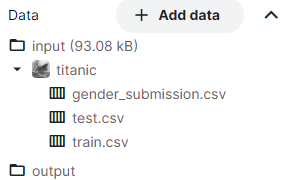 Data + Add data
input (93.08 kB)
titanic
gender_submission.csv
test.csv
train.csv
output